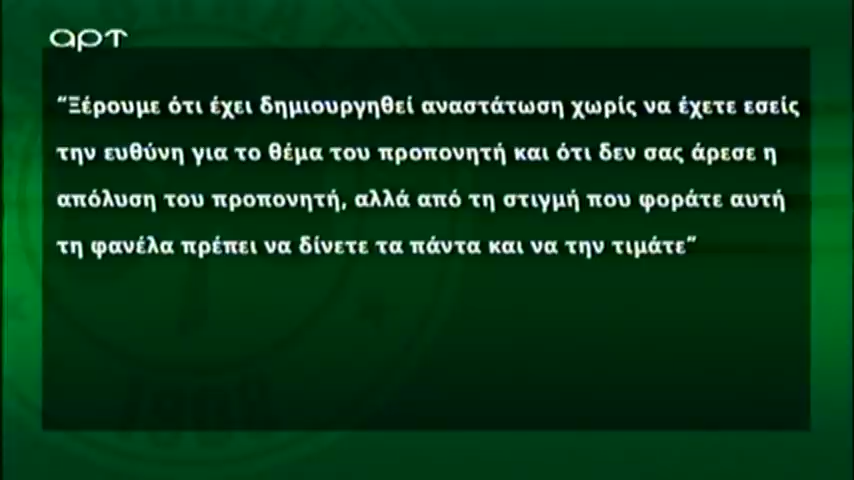 αρτ
“Ξέρουμε ότι έχει δημιουργηθεί αναστάτωση χωρίς να έχετε εσείς
την ευθύνη για το θέμα του προπονητή και ότι δεν σας άρεσε η
απόλυση του προπονητή, αλλά από τη στιγμή που φοράτε αυτή
τη φανέλα πρέπει να δίνετε τα πάντα και να την τιμάτε”
1908